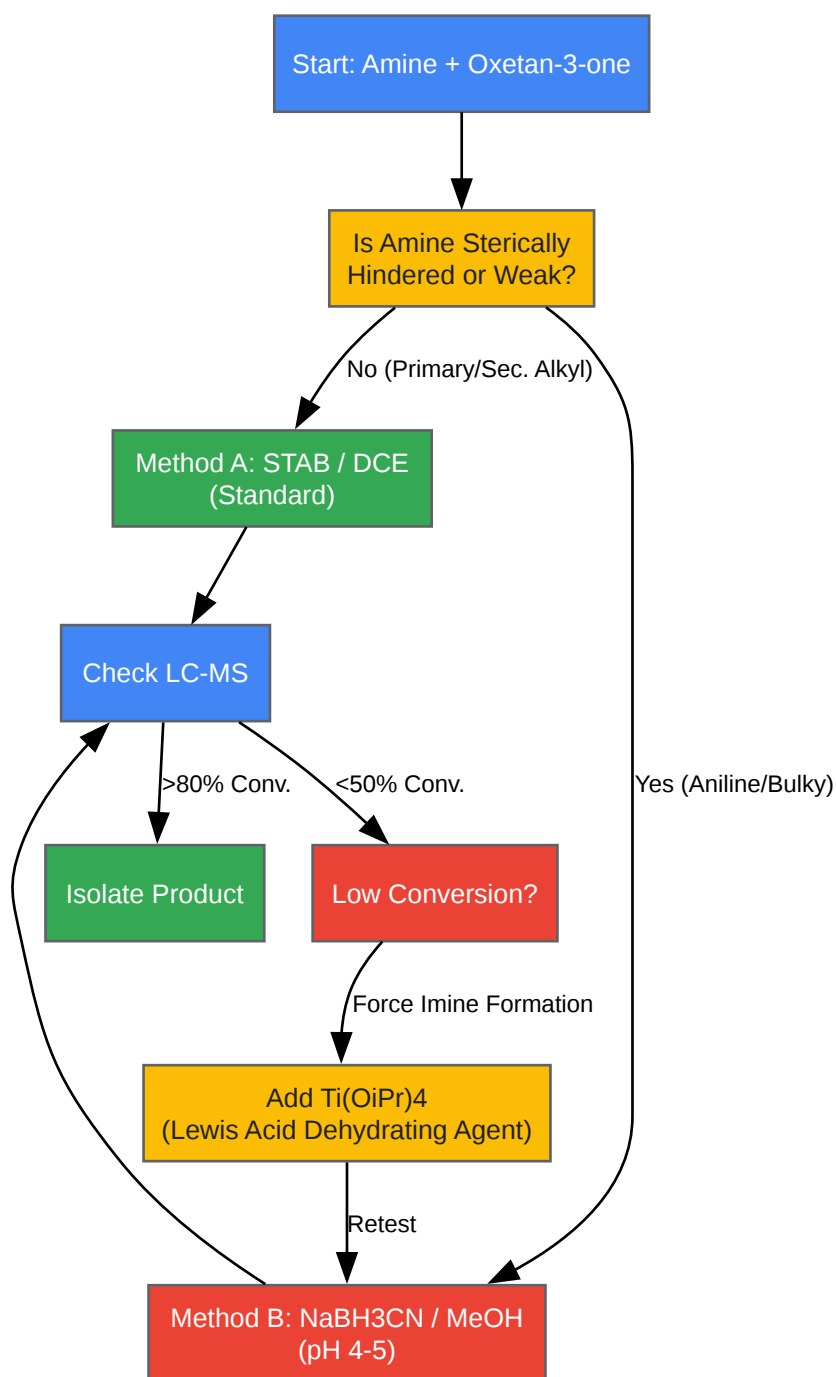 Start: Amine + Oxetan-3-one
Is Amine Sterically
Hindered or Weak?
No (Primary/Sec. Alkyl)
Method A: STAB / DCE
(Standard)
Check LC-MS
>80% Conv.
<50% Conv.
Yes (Aniline/Bulky)
Isolate Product
Low Conversion?
Force Imine Formation
Add Ti(OiPr)4
(Lewis Acid Dehydrating Agent)
Retest
Method B: NaBH3CN / MeOH
(pH 4-5)